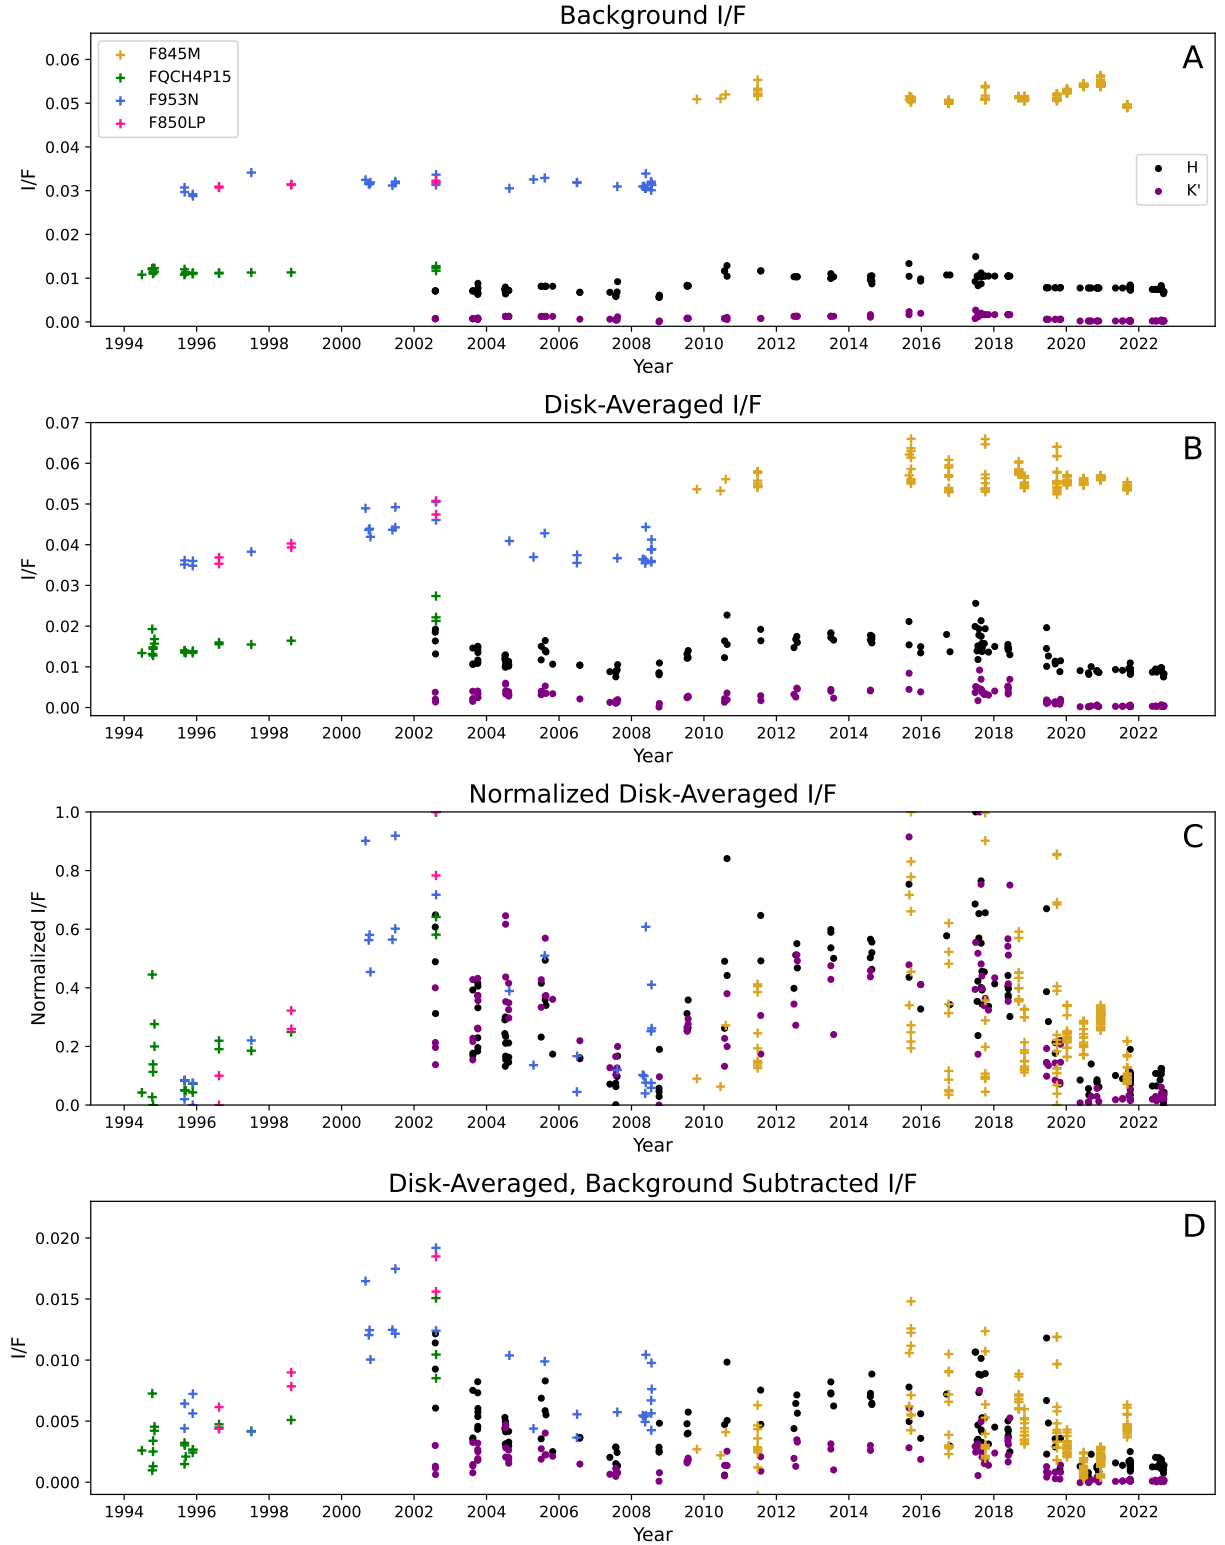 Background I/F
A
F845M
FQCH4P15
F953N
F850LP
H
K'
0.06
0.05
0.04
0.03
0.02
0.01
0.00
I/F
1994 1996 1998 2000 2002 2004 2006 2008 2010 2012 2014 2016 2018 2020 2022
Year
Disk-Averaged I/F
B
0.07
0.06
0.05
0.04
0.03
0.02
0.01
0.00
I/F
1994 1996 1998 2000 2002 2004 2006 2008 2010 2012 2014 2016 2018 2020 2022
Year
Normalized Disk-Averaged I/F
C
1.0
0.8
0.6
0.4
0.2
0.0
Normalized I/F
1994 1996 1998 2000 2002 2004 2006 2008 2010 2012 2014 2016 2018 2020 2022
Year
Disk-Averaged, Background Subtracted I/F
D
0.020
0.015
0.010
0.005
0.000
I/F
1994 1996 1998 2000 2002 2004 2006 2008 2010 2012 2014 2016 2018 2020 2022
Year